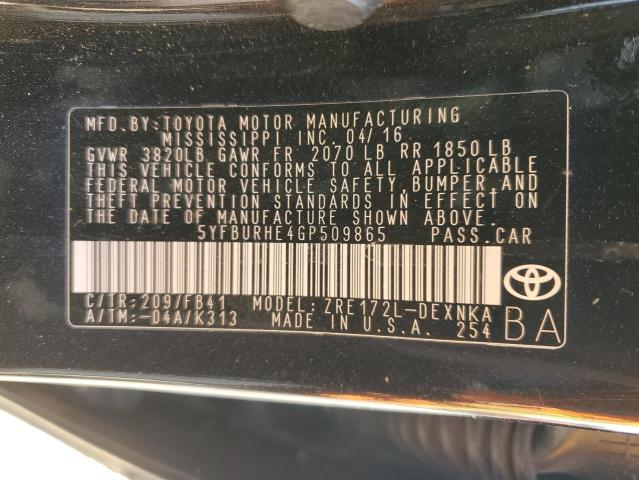 MFD.BY:TOYOTA MOTOR MANUFACTURING
MISSISSIPPI INC. 04/16
GVWR 3820LB GAWR FR 2070 LB RR 1850 LB
THIS VEHICLE CONFORMS TO ALL APPLICABLE
FEDERAL MOTOR VEHICLE SAFETY, BUMPER, AND
THEFT PREVENTION STANDARDS IN EFFECT ON
THE DATE OF MANUFACTURE SHOWN ABOVE.
5YFBURHE4GP509865 PASS.CAR
C/TR:209/FB41 MODEL:ZRE172L-DEXNKA
A/TM:-04A/K313 MADE IN U.S.A. 254
BA